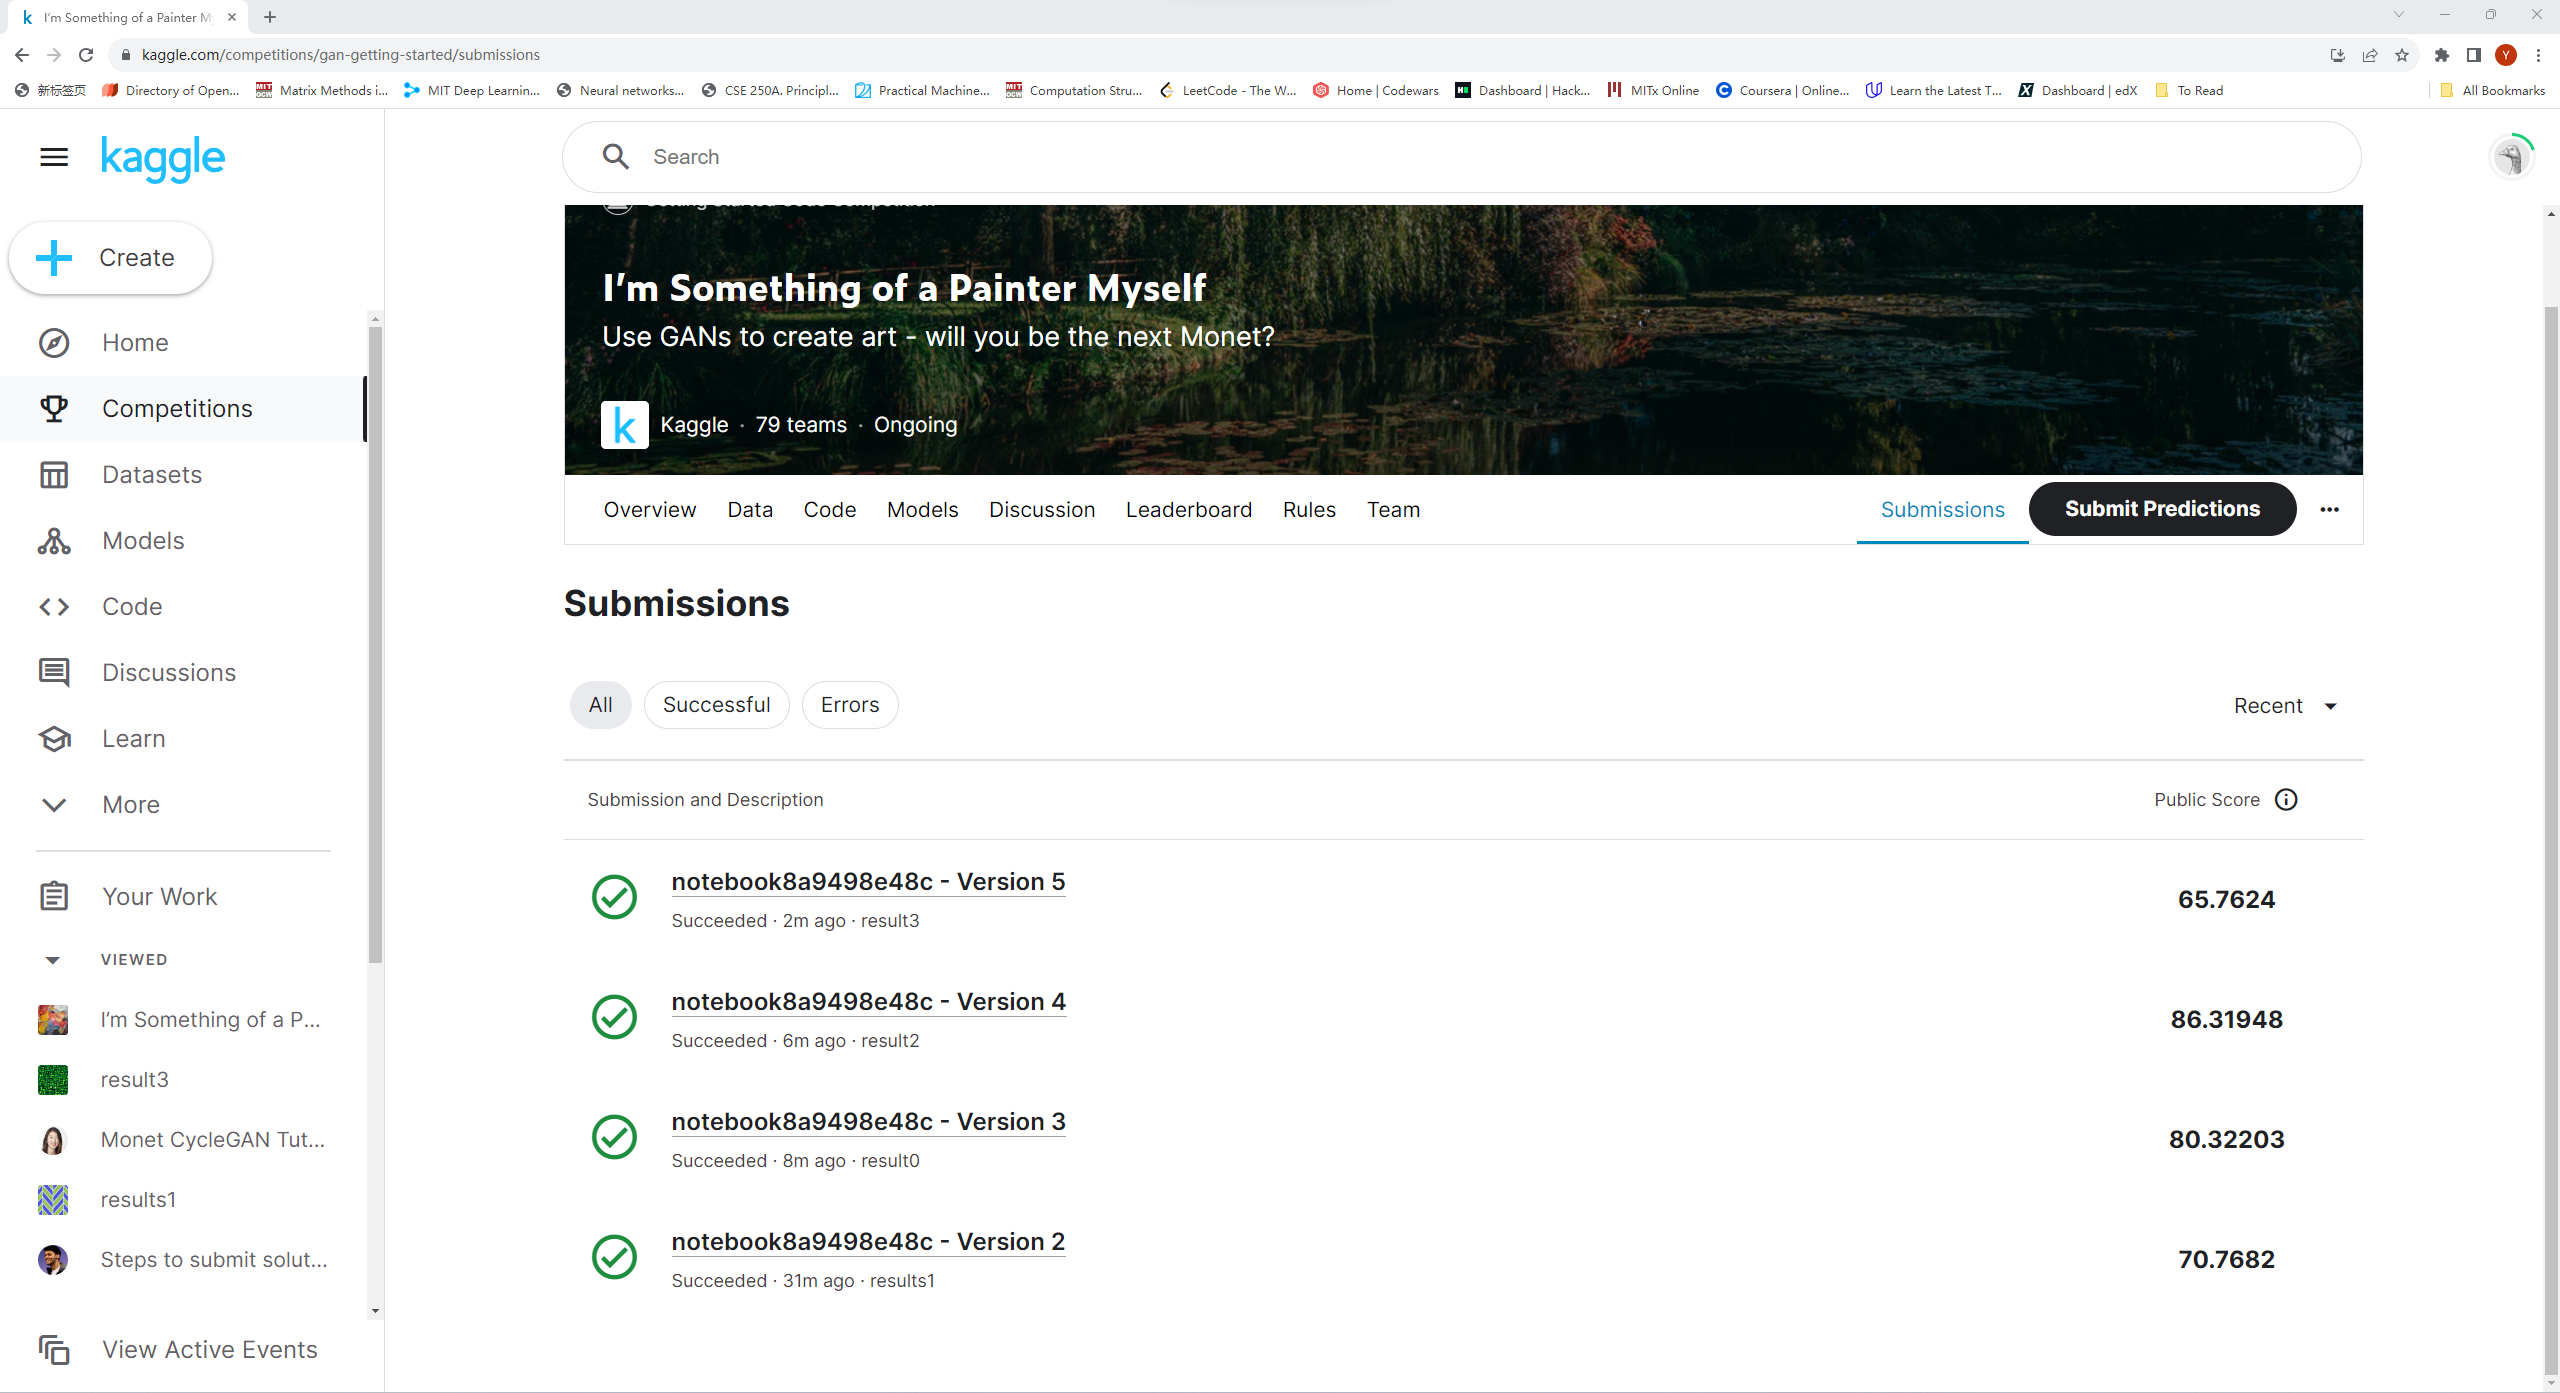 I'm Something of a Painter M
kaggle.com/competitions/gan-getting-started/submissions
Y
新标签页
Directory of Open...
Matrix Methods i...
MIT Deep Learnin...
Neural networks...
CSE 250A. Principl...
Practical Machine...
Computation Stru...
LeetCode - The W...
Home | Codewars
Dashboard | Hack...
MITx Online
Coursera | Online...
Learn the Latest T...
Dashboard | edX
To Read
All Bookmarks
kaggle
Search
Create
Home
Competitions
Datasets
Models
Code
Discussions
Learn
More
Your Work
VIEWED
I'm Something of a P...
result3
Monet CycleGAN Tut...
results1
Steps to submit solut...
View Active Events
I'm Something of a Painter Myself
Use GANs to create art - will you be the next Monet?
Kaggle · 79 teams · Ongoing
Overview
Data
Code
Models
Discussion
Leaderboard
Rules
Team
Submissions
Submit Predictions
Submissions
All
Successful
Errors
Recent
Submission and Description
Public Score
notebook8a9498e48c - Version 5
Succeeded · 2m ago · result3
65.7624
notebook8a9498e48c - Version 4
Succeeded · 6m ago · result2
86.31948
notebook8a9498e48c - Version 3
Succeeded · 8m ago · result0
80.32203
notebook8a9498e48c - Version 2
Succeeded · 31m ago · results1
70.7682